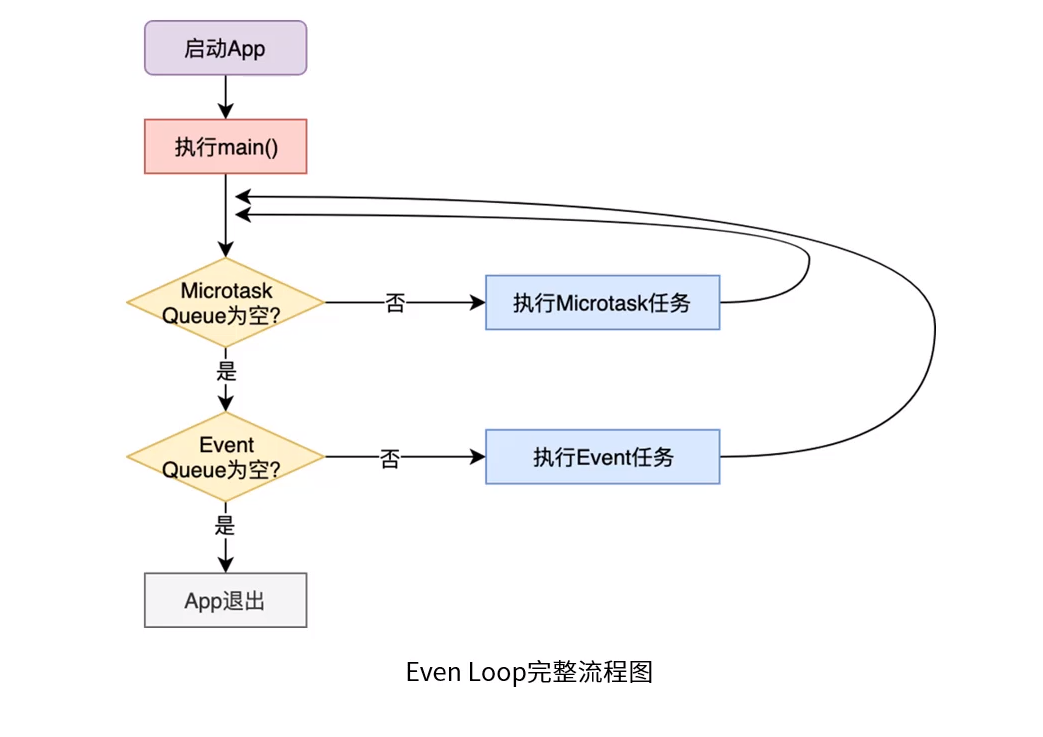 启动App
执行main()
Microtask
Queue为空?
否
执行Microtask任务
是
Event
Queue为空?
否
执行Event任务
是
App退出
Even Loop完整流程图